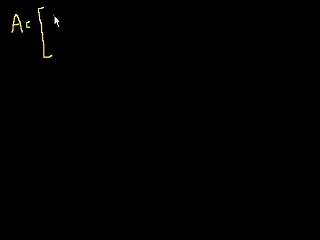 A = [